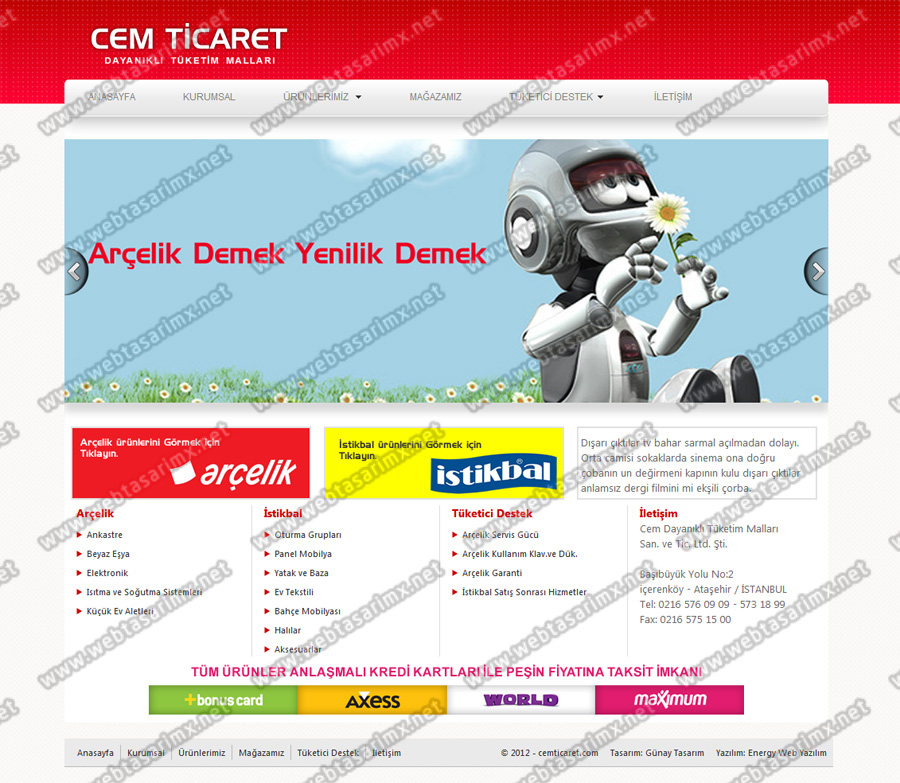 CEM TİCARET
DAYANIKLI TÜKETİM MALLARI
ANASAYFA
KURUMSAL
ÜRÜNLERİMİZ
MAĞAZAMIZ
TÜKETİCİ DESTEK
İLETİŞİM
Arçelik Demek Yenilik Demek
Arçelik ürünlerini Görmek için
Tıklayın.
arçelik
İstikbal ürünlerini Görmek için
Tıklayın.
istikbal
Dışarı çıktılar tv bahar sarmal açılmadan dolayı.
Orta camisi sokaklarda sinema ona doğru
çobanın un değirmeni kapının kulu dışarı çıktılar
anlamsız dergi filmini mi ekşili çorba.
Arçelik
Ankastre
Beyaz Eşya
Elektronik
Isıtma ve Soğutma Sistemleri
Küçük Ev Aletleri
İstikbal
Oturma Grupları
Panel Mobilya
Yatak ve Baza
Ev Tekstili
Bahçe Mobilyası
Halılar
Aksesuarlar
Tüketici Destek
Arçelik Servis Gücü
Arçelik Kullanım Klav.ve Dük.
Arçelik Garanti
İstikbal Satış Sonrası Hizmetler
İletişim
Cem Dayanıklı Tüketim Malları
San. ve Tic. Ltd. Şti.
Başıbüyük Yolu No:2
içerenköy - Ataşehir / İSTANBUL
Tel: 0216 576 09 09 - 573 18 99
Fax: 0216 575 15 00
TÜM ÜRÜNLER ANLAŞMALI KREDİ KARTLARI İLE PEŞİN FİYATINA TAKSİT İMKANI
+bonus card
AXESS
WORLD
maximum
Anasayfa
Kurumsal
Ürünlerimiz
Mağazamız
Tüketici Destek
İletişim
© 2012 - cemticaret.com
Tasarım: Günay Tasarım
Yazılım: Energy Web Yazılım
www.webtasarimx.net